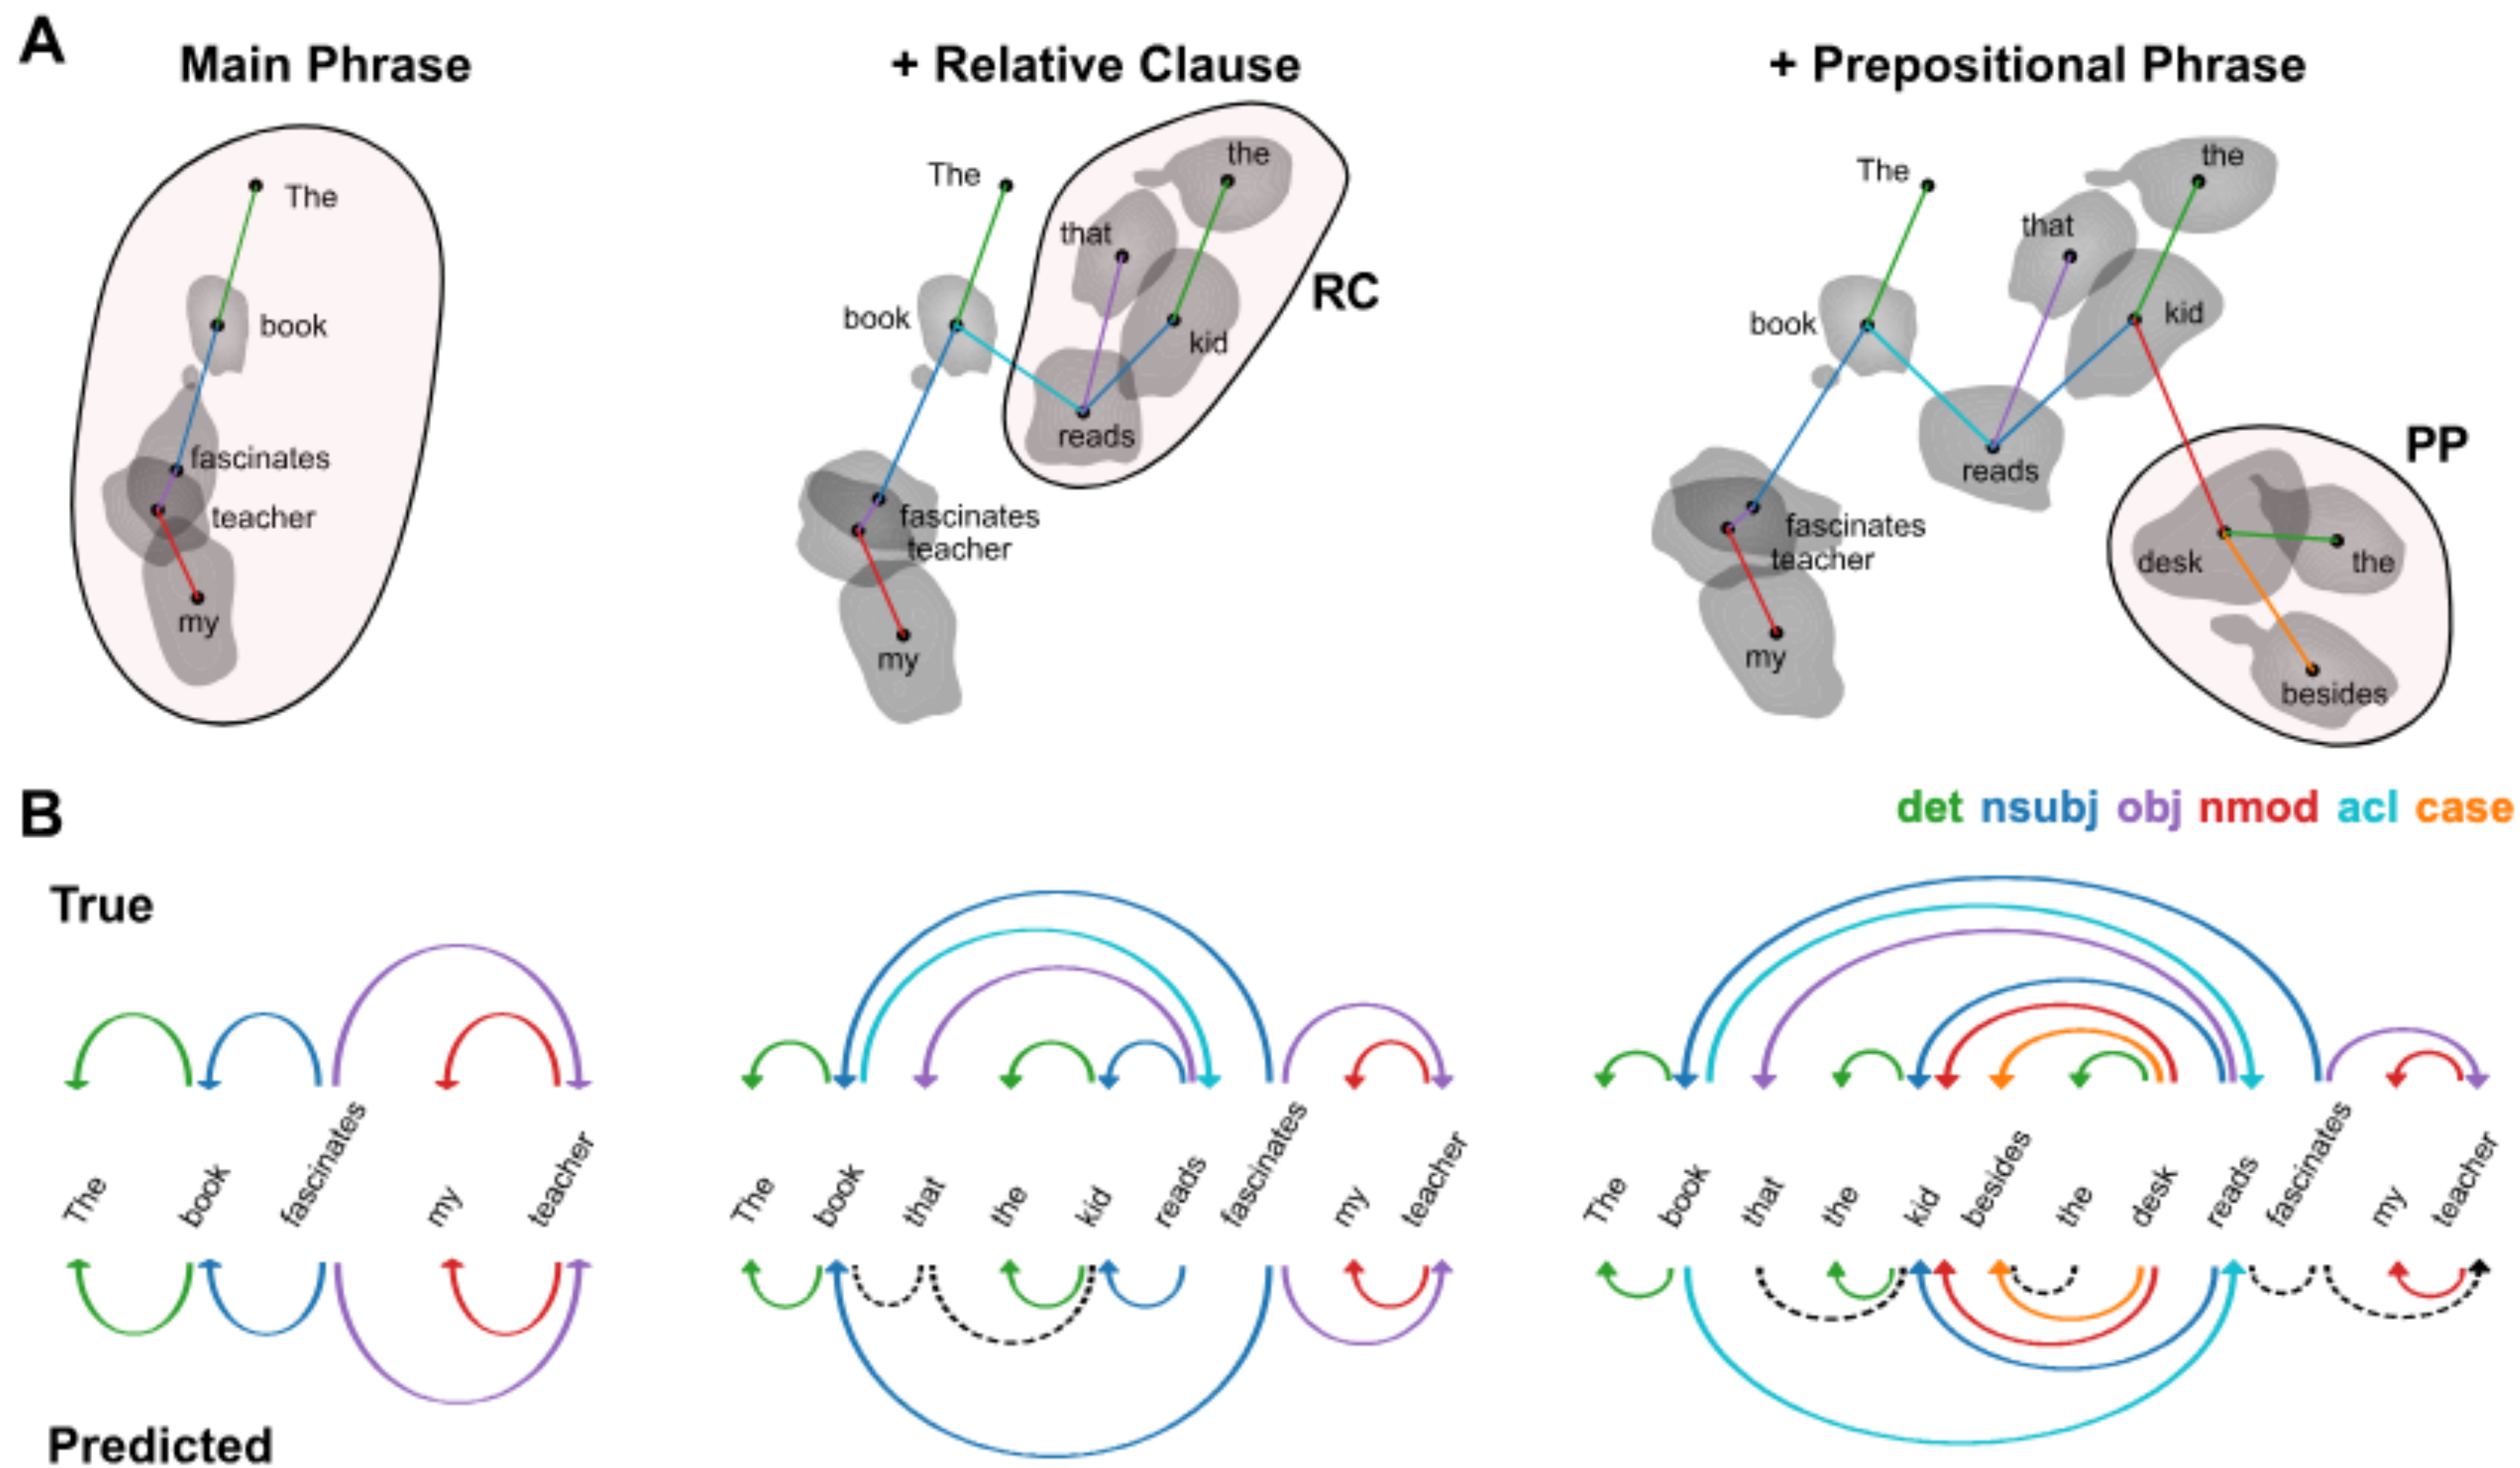 A
Main Phrase
+ Relative Clause
+ Prepositional Phrase
The
book
fascinates
teacher
my
The
the
that
book
kid
reads
RC
fascinates
teacher
my
The
the
that
book
kid
reads
fascinates
teacher
my
PP
desk
the
besides
B
det nsubj obj nmod acl case
True
The book fascinates my teacher
The book that the kid reads fascinates my teacher
The book that the kid besides the desk reads fascinates my teacher
Predicted